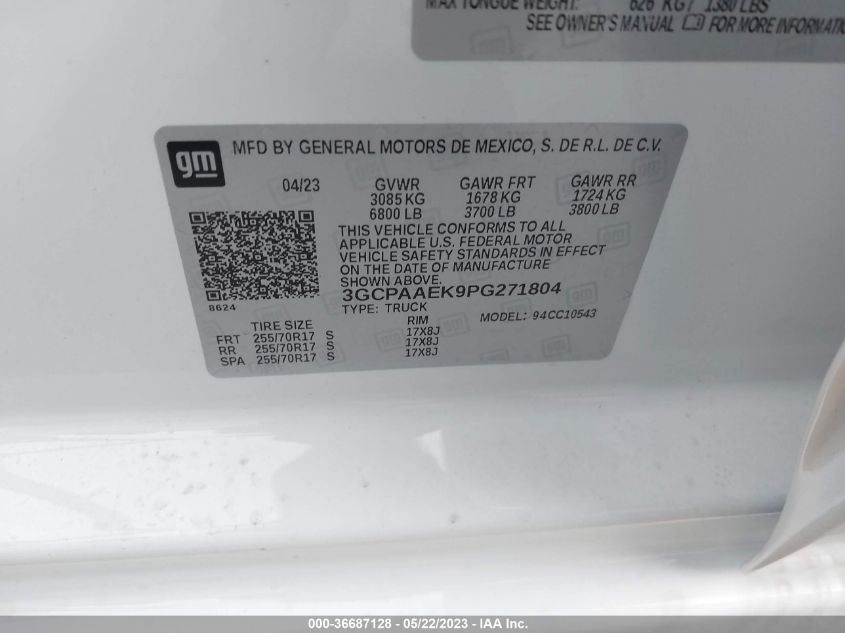 MAX TONGUE WEIGHT: 626 KG / 1380 LBS
SEE OWNER'S MANUAL FOR MORE INFORMATION
gm
MFD BY GENERAL MOTORS DE MEXICO, S. DE R.L. DE C.V.
04/23 GVWR GAWR FRT GAWR RR
3085 KG 1678 KG 1724 KG
6800 LB 3700 LB 3800 LB
THIS VEHICLE CONFORMS TO ALL
APPLICABLE U.S. FEDERAL MOTOR
VEHICLE SAFETY STANDARDS IN EFFECT
ON THE DATE OF MANUFACTURE
SHOWN ABOVE.
8624
3GCPAAEK9PG271804
TYPE: TRUCK MODEL: 94CC10543
TIRE SIZE RIM
FRT 255/70R17 S 17X8J
RR 255/70R17 S 17X8J
SPA 255/70R17 S 17X8J
000-36687128 - 05/22/2023 - IAA Inc.